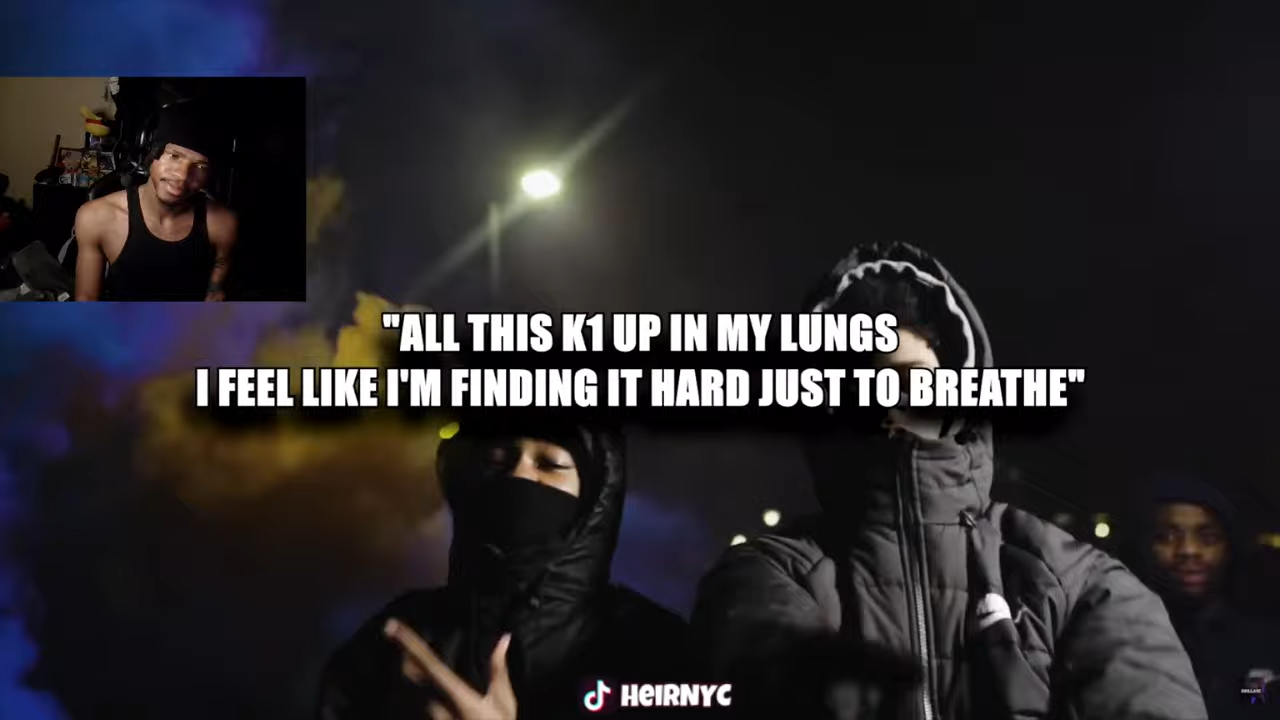 "ALL THIS K1 UP IN MY LUNGS
I FEEL LIKE I'M FINDING IT HARD JUST TO BREATHE"
HEIRNYC